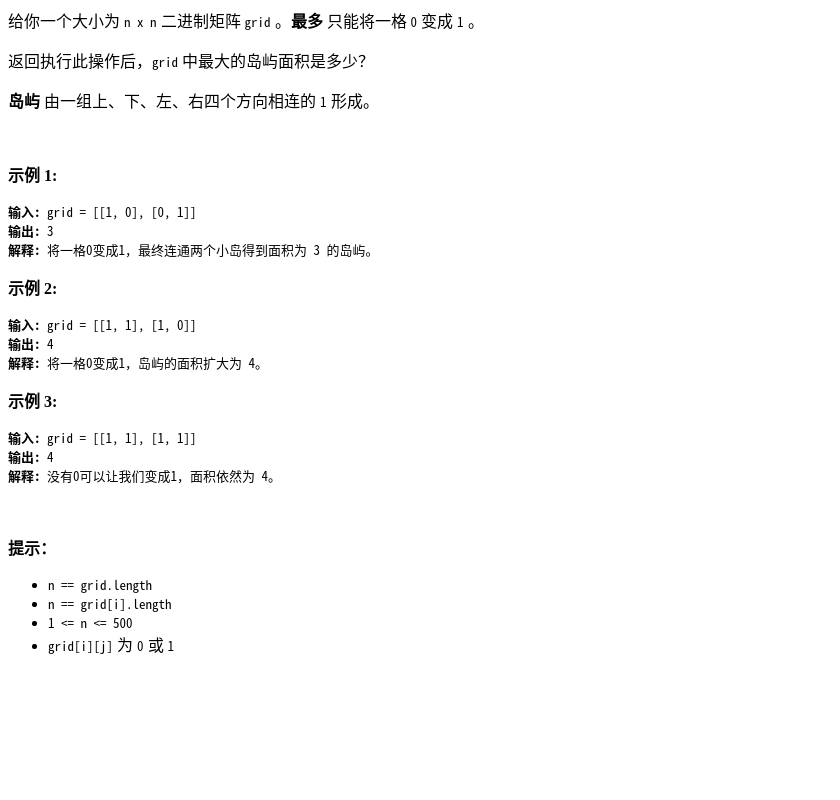 给你一个大小为 n x n 二进制矩阵 grid 。最多 只能将一格 0 变成 1 。
返回执行此操作后，grid 中最大的岛屿面积是多少？
岛屿 由一组上、下、左、右四个方向相连的 1 形成。
示例 1:
输入: grid = [[1, 0], [0, 1]]
输出: 3
解释: 将一格0变成1，最终连通两个小岛得到面积为 3 的岛屿。
示例 2:
输入: grid = [[1, 1], [1, 0]]
输出: 4
解释: 将一格0变成1，岛屿的面积扩大为 4。
示例 3:
输入: grid = [[1, 1], [1, 1]]
输出: 4
解释: 没有0可以让我们变成1，面积依然为 4。
提示：
• n == grid.length
• n == grid[i].length
• 1 <= n <= 500
• grid[i][j] 为 0 或 1